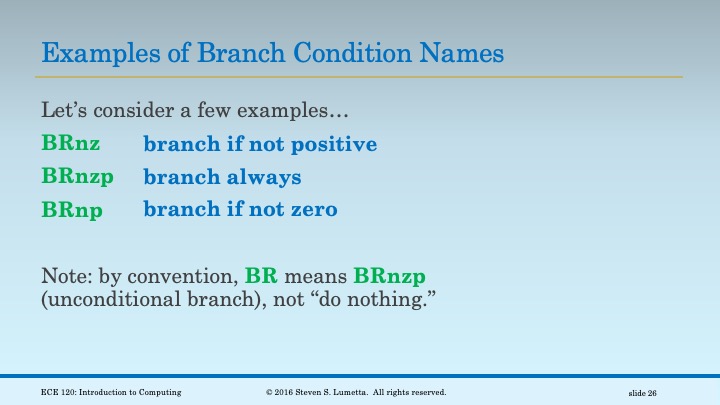 Examples of Branch Condition Names
Let’s consider a few examples…
BRnz branch if not positive
BRnzp branch always
BRnp branch if not zero
Note: by convention, BR means BRnzp
(unconditional branch), not “do nothing.”
ECE 120: Introduction to Computing © 2016 Steven S. Lumetta. All rights reserved. slide 26